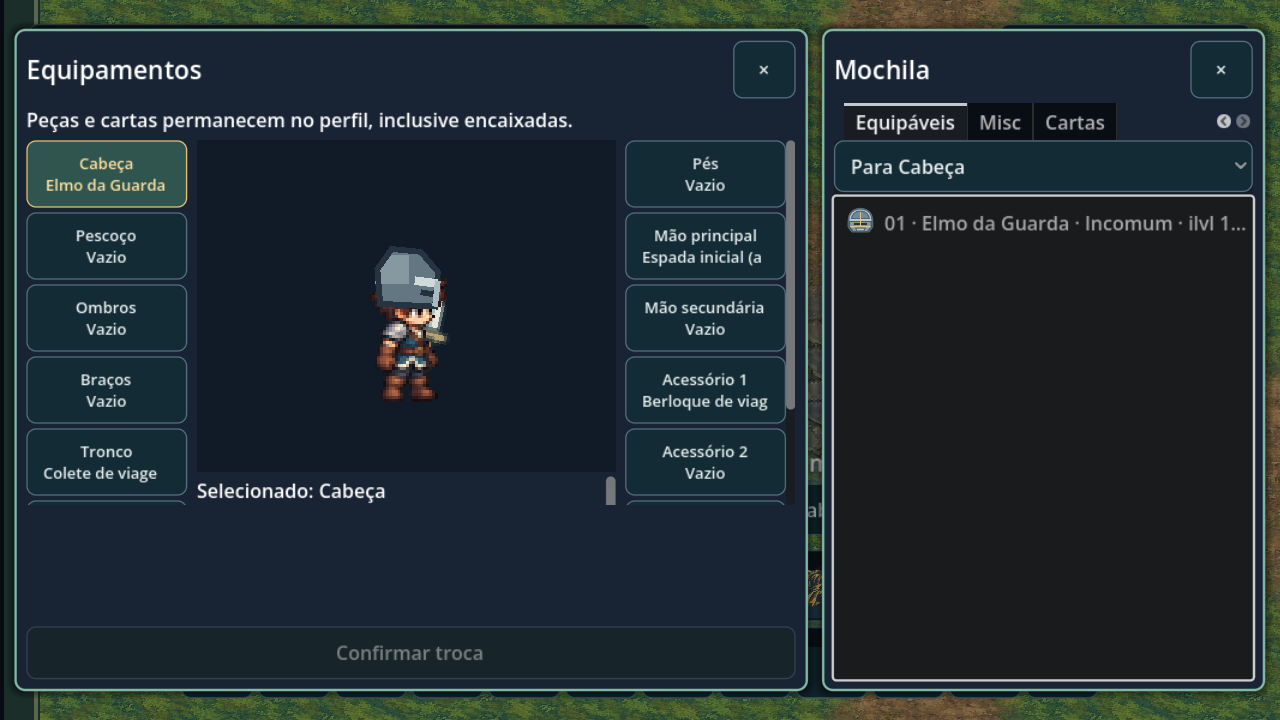 Equipamentos
×
Peças e cartas permanecem no perfil, inclusive encaixadas.
Cabeça
Elmo da Guarda
Pescoço
Vazio
Ombros
Vazio
Braços
Vazio
Tronco
Colete de viage
Selecionado: Cabeça
Pés
Vazio
Mão principal
Espada inicial (a
Mão secundária
Vazio
Acessório 1
Berloque de viag
Acessório 2
Vazio
Confirmar troca
Mochila
×
Equipáveis Misc Cartas
Para Cabeça
01 · Elmo da Guarda · Incomum · ilvl 1...